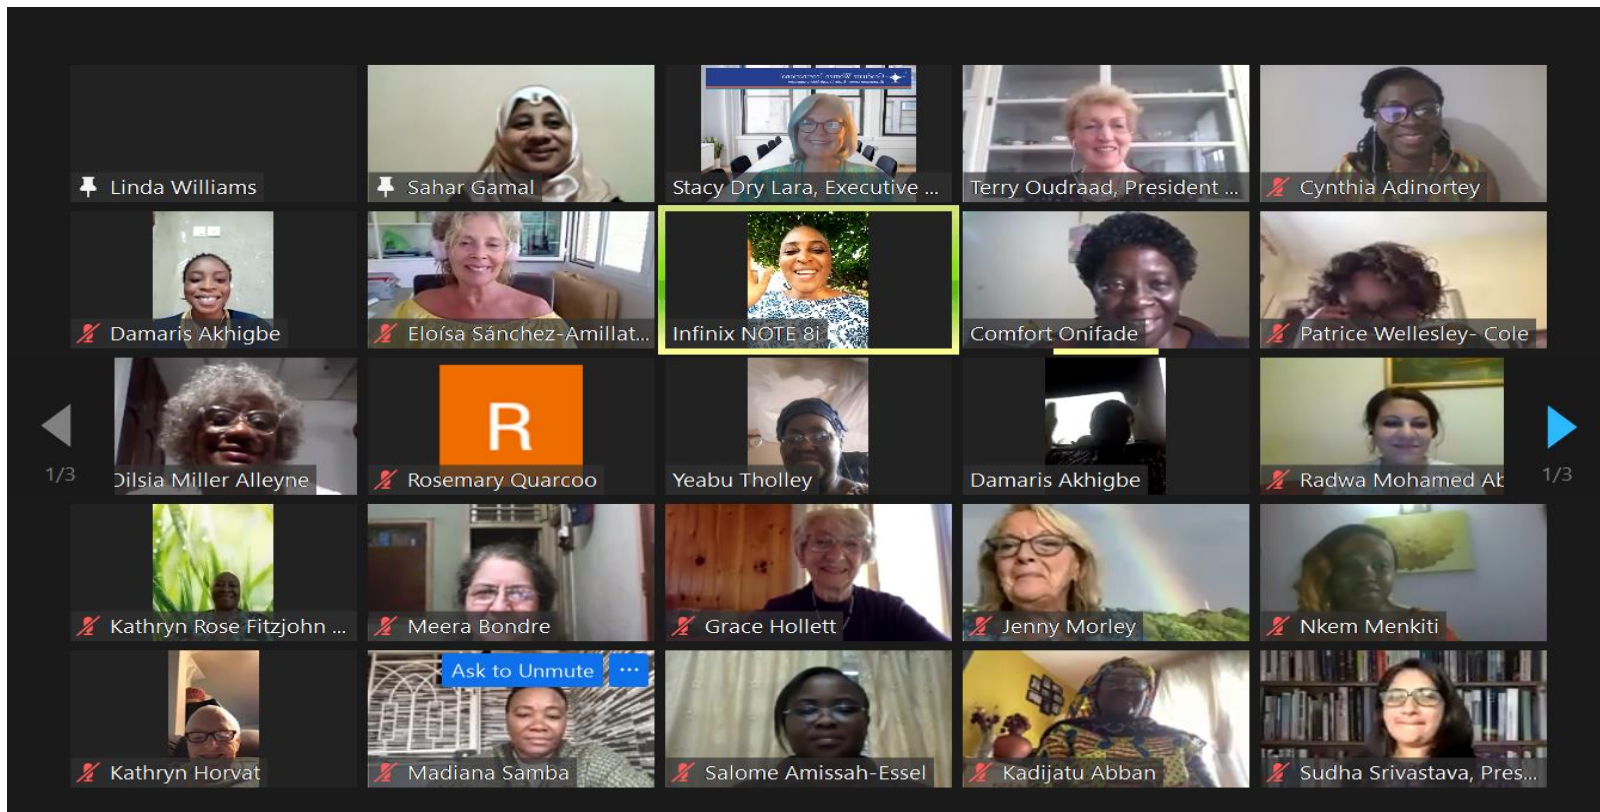 Linda Williams
Sahar Gamal
Stacy Dry Lara, Executive ...
Terry Oudraad, President ...
Cynthia Adinortey
Damaris Akhigbe
Eloísa Sánchez-Amillat...
Infinix NOTE 8i
Comfort Onifade
Patrice Wellesley- Cole
1/3
Dilsia Miller Alleyne
R
Rosemary Quarcoo
Yeabu Tholley
Damaris Akhigbe
Radwa Mohamed Ab
1/3
Kathryn Rose Fitzjohn ...
Meera Bondre
Grace Hollett
Jenny Morley
Nkem Menkiti
Kathryn Horvat
Ask to Unmute ...
Madiana Samba
Salome Amissah-Essel
Kadijatu Abban
Sudha Srivastava, Pres...